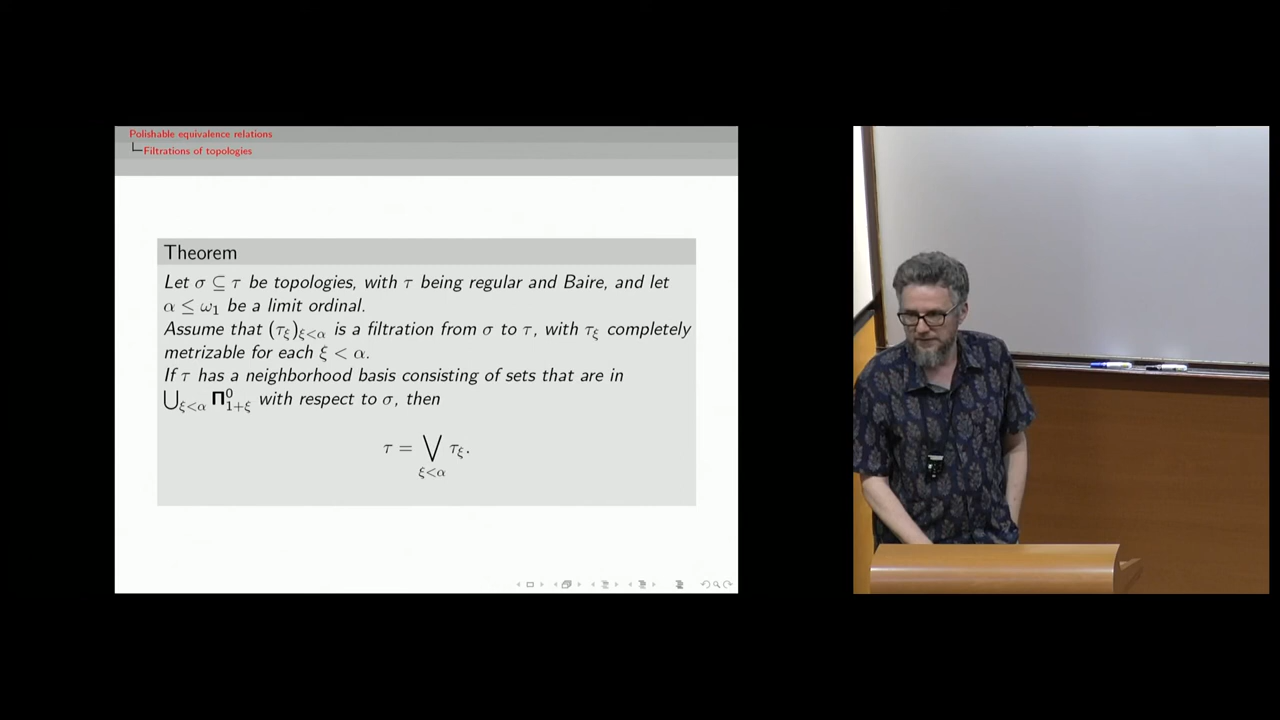 Polishable equivalence relations
Filtrations of topologies
Theorem
Let σ ⊆ τ be topologies, with τ being regular and Baire, and let
α ≤ ω₁ be a limit ordinal.
Assume that (τ_ξ)_{ξ<α} is a filtration from σ to τ, with τ_ξ completely
metrizable for each ξ < α.
If τ has a neighborhood basis consisting of sets that are in
⋃_{ξ<α} 𝚷⁰_{1+ξ} with respect to σ, then
τ = ⋁_{ξ<α} τ_ξ.